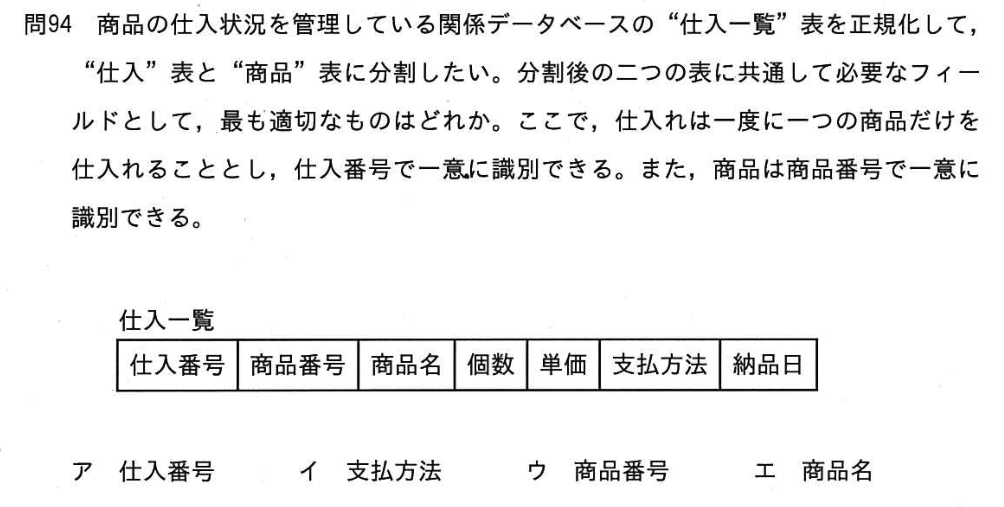 問94　商品の仕入状況を管理している関係データベースの“仕入一覧”表を正規化して，
“仕入”表と“商品”表に分割したい。分割後の二つの表に共通して必要なフィー
ルドとして，最も適切なものはどれか。ここで，仕入れは一度に一つの商品だけを
仕入れることとし，仕入番号で一意に識別できる。また，商品は商品番号で一意に
識別できる。
仕入一覧
仕入番号　商品番号　商品名　個数　単価　支払方法　納品日
ア　仕入番号　イ　支払方法　ウ　商品番号　エ　商品名